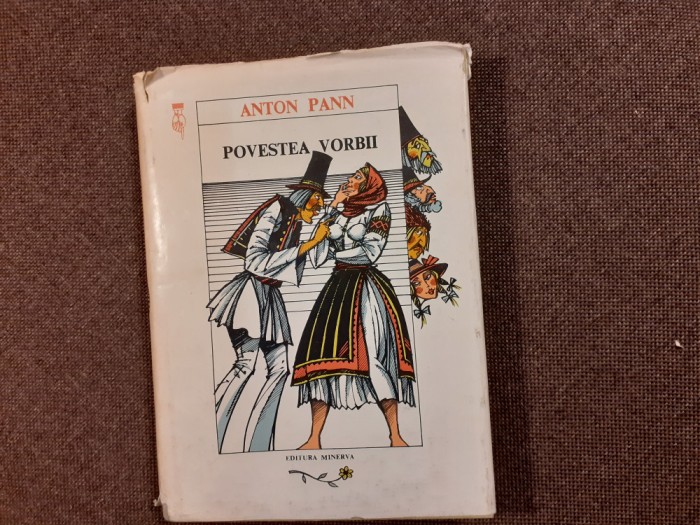 ANTON PANN
POVESTEA VORBII
EDITURA MINERVA